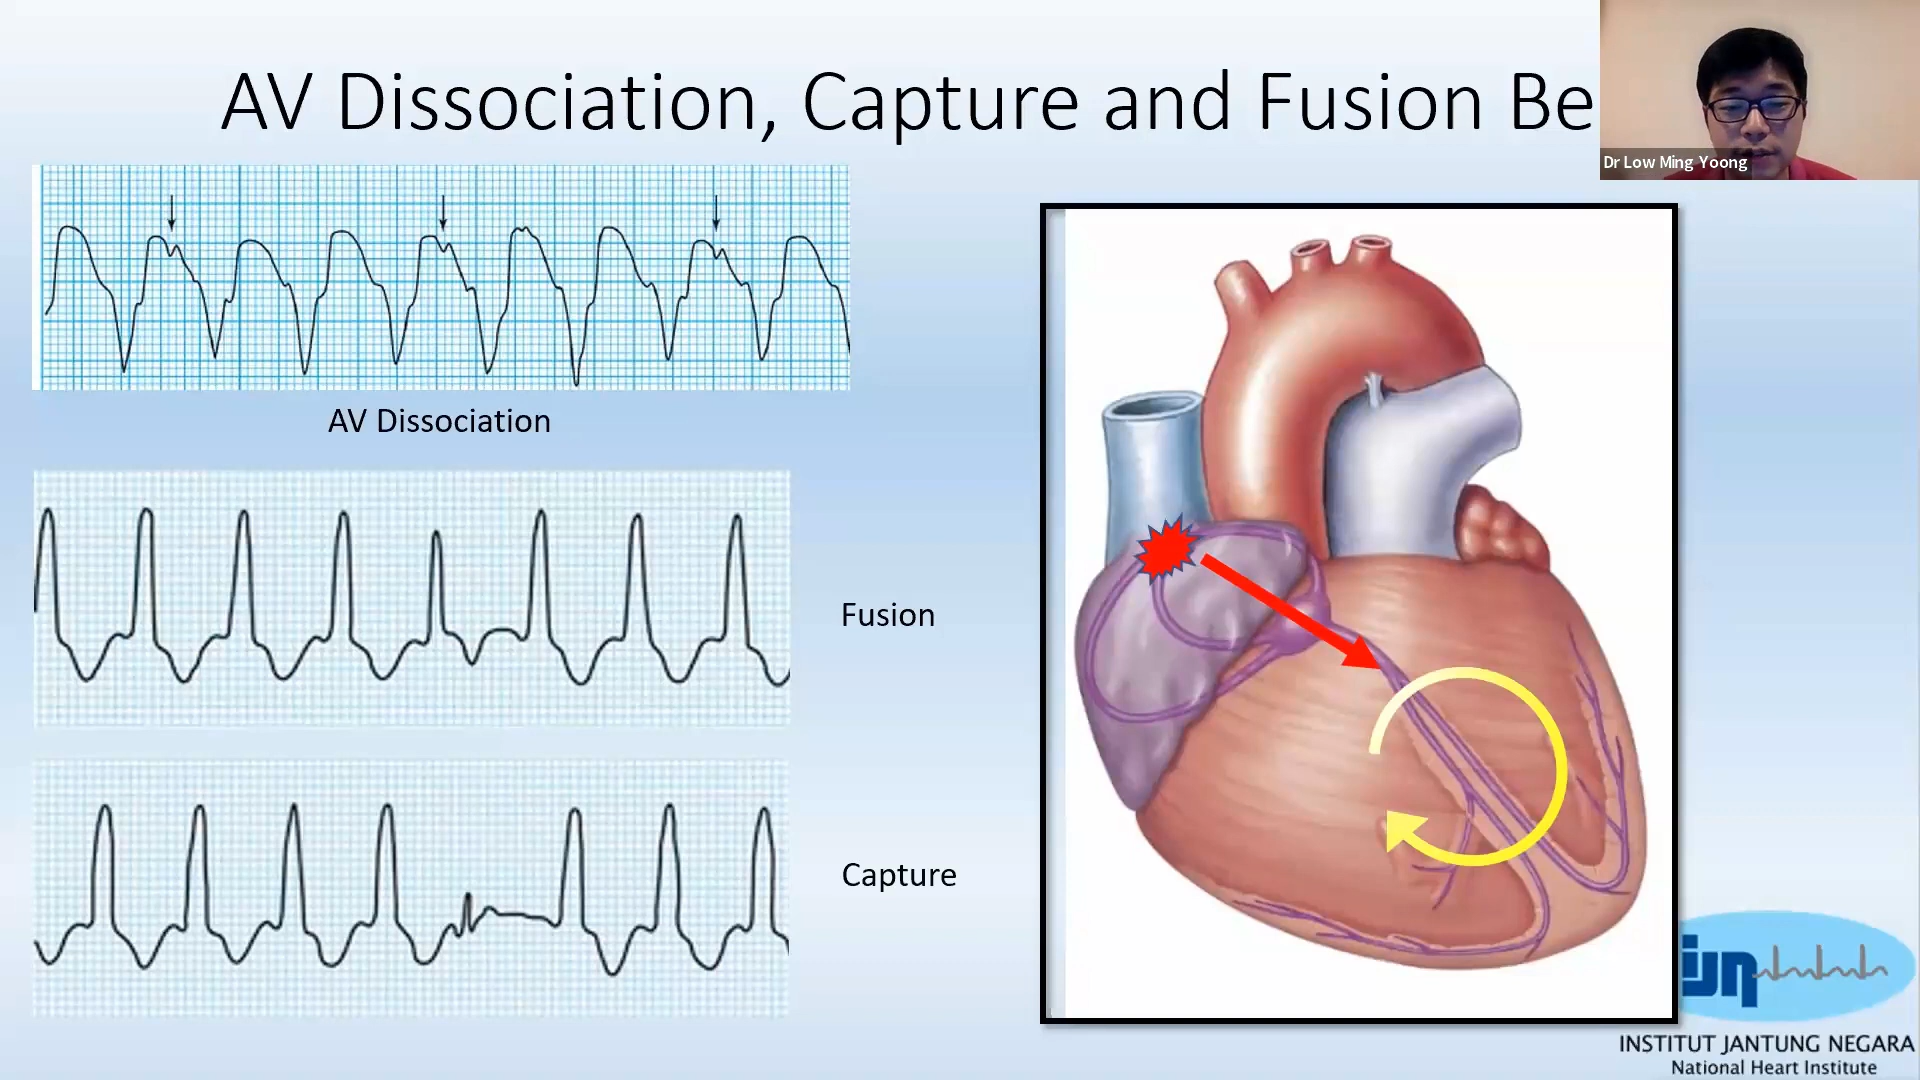 AV Dissociation, Capture and Fusion Be
Dr Low Ming Yoong
AV Dissociation
Fusion
Capture
ijn
INSTITUT JANTUNG NEGARA
National Heart Institute